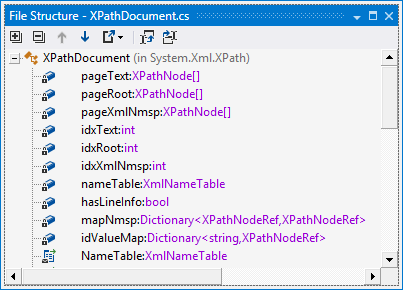 File Structure - XPathDocument.cs
XPathDocument (in System.Xml.XPath)
pageText:XPathNode[]
pageRoot:XPathNode[]
pageXmlNmsp:XPathNode[]
idxText:int
idxRoot:int
idxXmlNmsp:int
nameTable:XmlNameTable
hasLineInfo:bool
mapNmsp:Dictionary<XPathNodeRef,XPathNodeRef>
idValueMap:Dictionary<string,XPathNodeRef>
NameTable:XmlNameTable